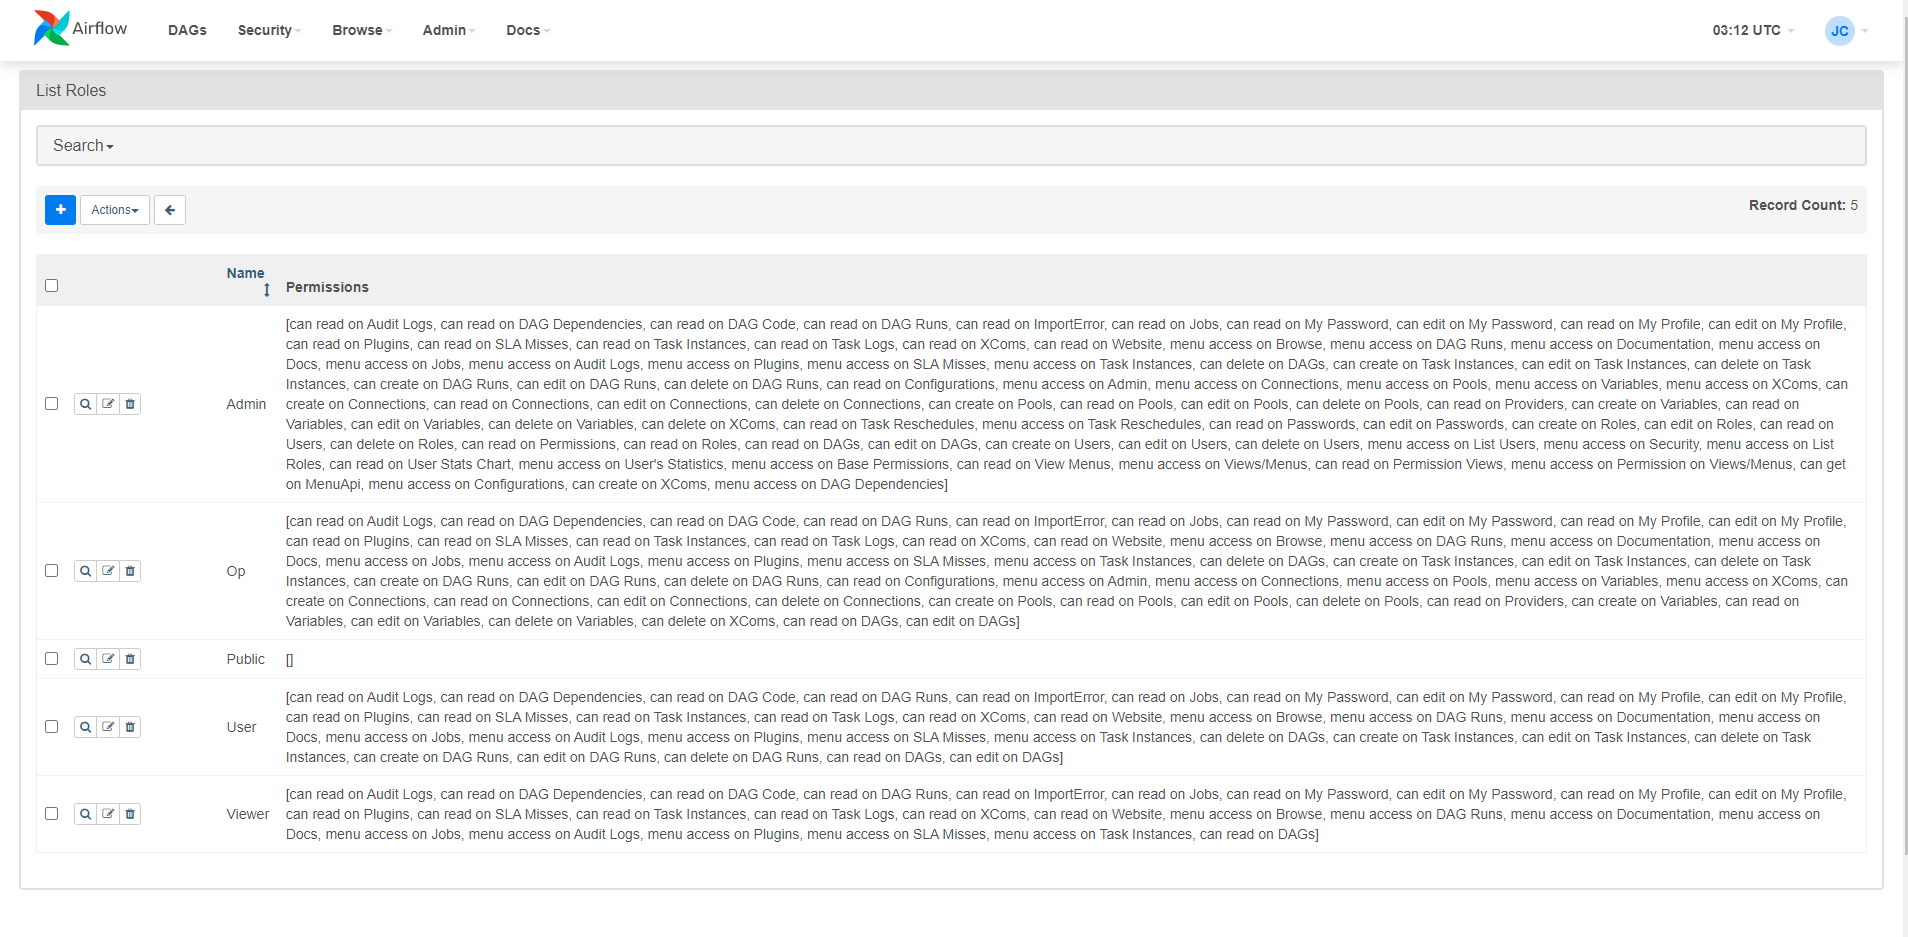 Airflow DAGs Security Browse Admin Docs 03:12 UTC JC
List Roles
Search
Actions Record Count: 5
Name
Permissions
[can read on Audit Logs, can read on DAG Dependencies, can read on DAG Code, can read on DAG Runs, can read on ImportError, can read on Jobs, can read on My Password, can edit on My Password, can read on My Profile, can edit on My Profile,
can read on Plugins, can read on SLA Misses, can read on Task Instances, can read on Task Logs, can read on XComs, can read on Website, menu access on Browse, menu access on DAG Runs, menu access on Documentation, menu access on
Docs, menu access on Jobs, menu access on Audit Logs, menu access on Plugins, menu access on SLA Misses, menu access on Task Instances, can delete on DAGs, can create on Task Instances, can edit on Task Instances, can delete on Task
Instances, can create on DAG Runs, can edit on DAG Runs, can delete on DAG Runs, can read on Configurations, menu access on Admin, menu access on Connections, menu access on Pools, menu access on Variables, menu access on XComs, can
Admin create on Connections, can read on Connections, can edit on Connections, can delete on Connections, can create on Pools, can read on Pools, can edit on Pools, can delete on Pools, can read on Providers, can create on Variables, can read on
Variables, can edit on Variables, can delete on Variables, can delete on XComs, can read on Task Reschedules, menu access on Task Reschedules, can read on Passwords, can edit on Passwords, can create on Roles, can edit on Roles, can read on
Users, can delete on Roles, can read on Permissions, can read on Roles, can read on DAGs, can edit on DAGs, can create on Users, can edit on Users, can delete on Users, menu access on List Users, menu access on Security, menu access on List
Roles, can read on User Stats Chart, menu access on User's Statistics, menu access on Base Permissions, can read on View Menus, menu access on Views/Menus, can read on Permission Views, menu access on Permission on Views/Menus, can get
on MenuApi, menu access on Configurations, can create on XComs, menu access on DAG Dependencies]
[can read on Audit Logs, can read on DAG Dependencies, can read on DAG Code, can read on DAG Runs, can read on ImportError, can read on Jobs, can read on My Password, can edit on My Password, can read on My Profile, can edit on My Profile,
can read on Plugins, can read on SLA Misses, can read on Task Instances, can read on Task Logs, can read on XComs, can read on Website, menu access on Browse, menu access on DAG Runs, menu access on Documentation, menu access on
Docs, menu access on Jobs, menu access on Audit Logs, menu access on Plugins, menu access on SLA Misses, menu access on Task Instances, can delete on DAGs, can create on Task Instances, can edit on Task Instances, can delete on Task
Op Instances, can create on DAG Runs, can edit on DAG Runs, can delete on DAG Runs, can read on Configurations, menu access on Admin, menu access on Connections, menu access on Pools, menu access on Variables, menu access on XComs, can
create on Connections, can read on Connections, can edit on Connections, can delete on Connections, can create on Pools, can read on Pools, can edit on Pools, can delete on Pools, can read on Providers, can create on Variables, can read on
Variables, can edit on Variables, can delete on Variables, can delete on XComs, can read on DAGs, can edit on DAGs]
Public []
[can read on Audit Logs, can read on DAG Dependencies, can read on DAG Code, can read on DAG Runs, can read on ImportError, can read on Jobs, can read on My Password, can edit on My Password, can read on My Profile, can edit on My Profile,
can read on Plugins, can read on SLA Misses, can read on Task Instances, can read on Task Logs, can read on XComs, can read on Website, menu access on Browse, menu access on DAG Runs, menu access on Documentation, menu access on
User Docs, menu access on Jobs, menu access on Audit Logs, menu access on Plugins, menu access on SLA Misses, menu access on Task Instances, can delete on DAGs, can create on Task Instances, can edit on Task Instances, can delete on Task
Instances, can create on DAG Runs, can edit on DAG Runs, can delete on DAG Runs, can read on DAGs, can edit on DAGs]
[can read on Audit Logs, can read on DAG Dependencies, can read on DAG Code, can read on DAG Runs, can read on ImportError, can read on Jobs, can read on My Password, can edit on My Password, can read on My Profile, can edit on My Profile,
Viewer can read on Plugins, can read on SLA Misses, can read on Task Instances, can read on Task Logs, can read on XComs, can read on Website, menu access on Browse, menu access on DAG Runs, menu access on Documentation, menu access on
Docs, menu access on Jobs, menu access on Audit Logs, menu access on Plugins, menu access on SLA Misses, menu access on Task Instances, can read on DAGs]